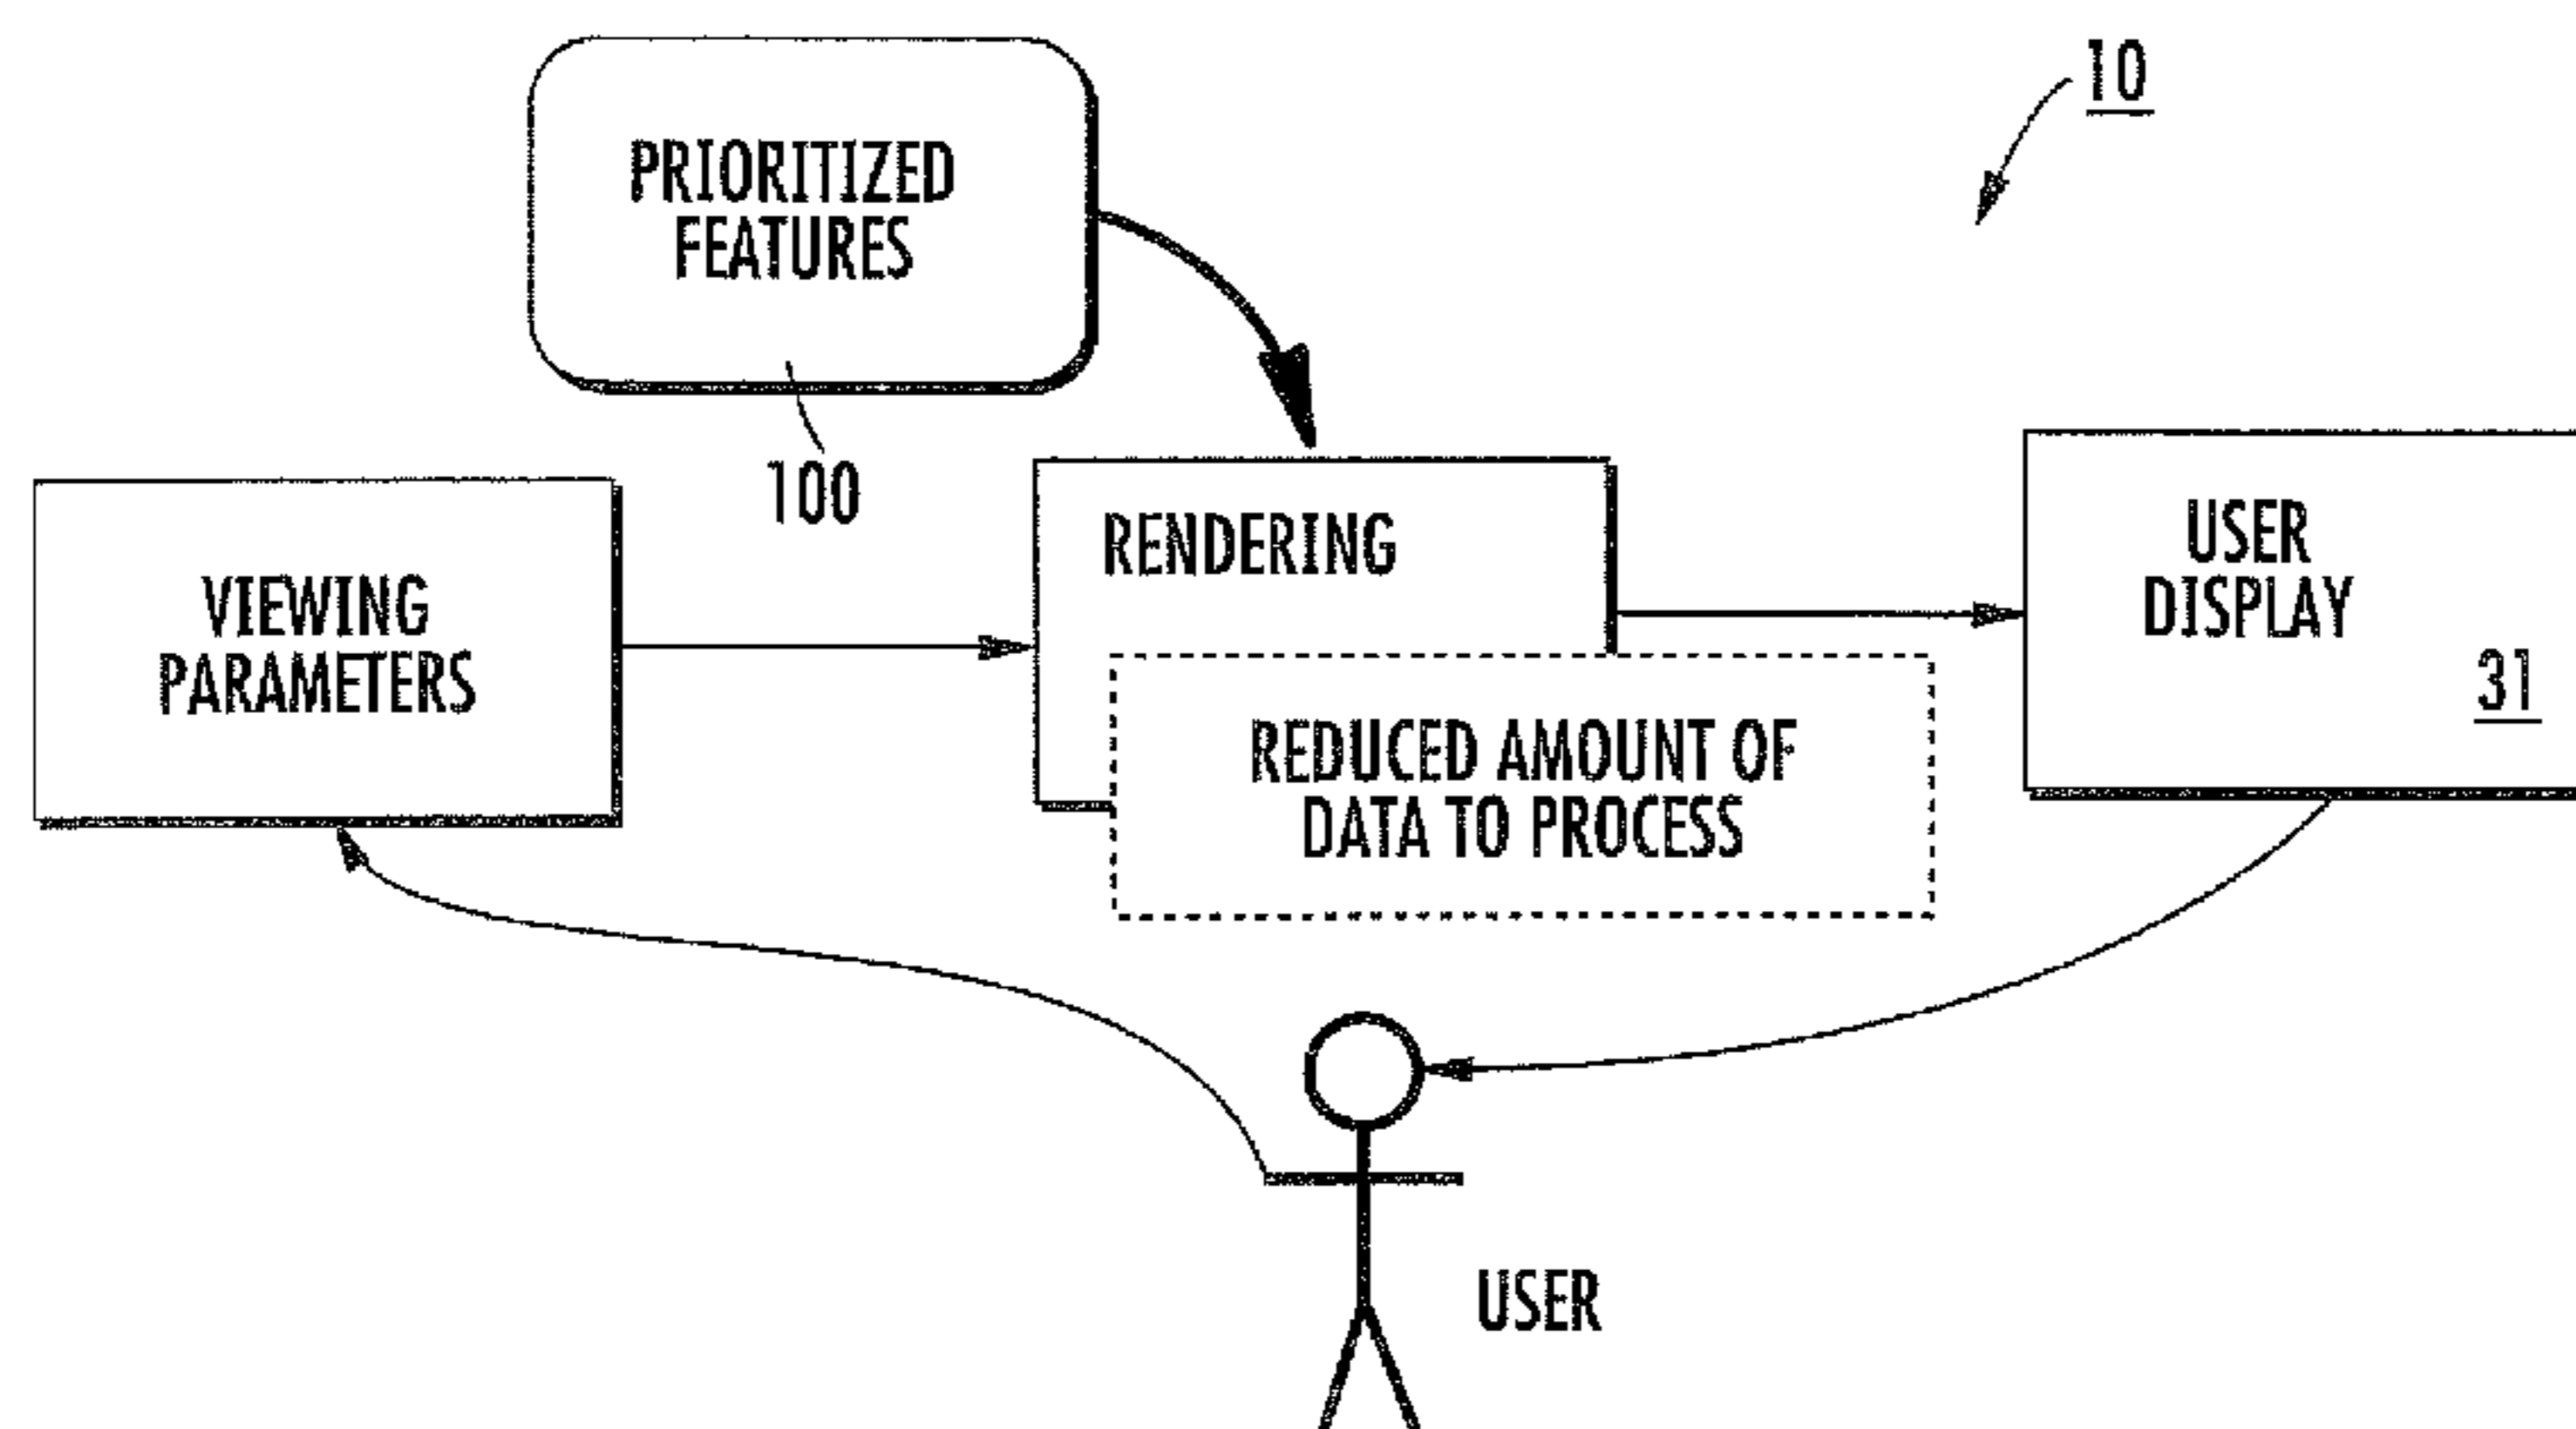 10
PRIORITIZED
FEATURES
100
VIEWING
PARAMETERS
RENDERING
REDUCED AMOUNT OF
DATA TO PROCESS
USER
DISPLAY
31
USER